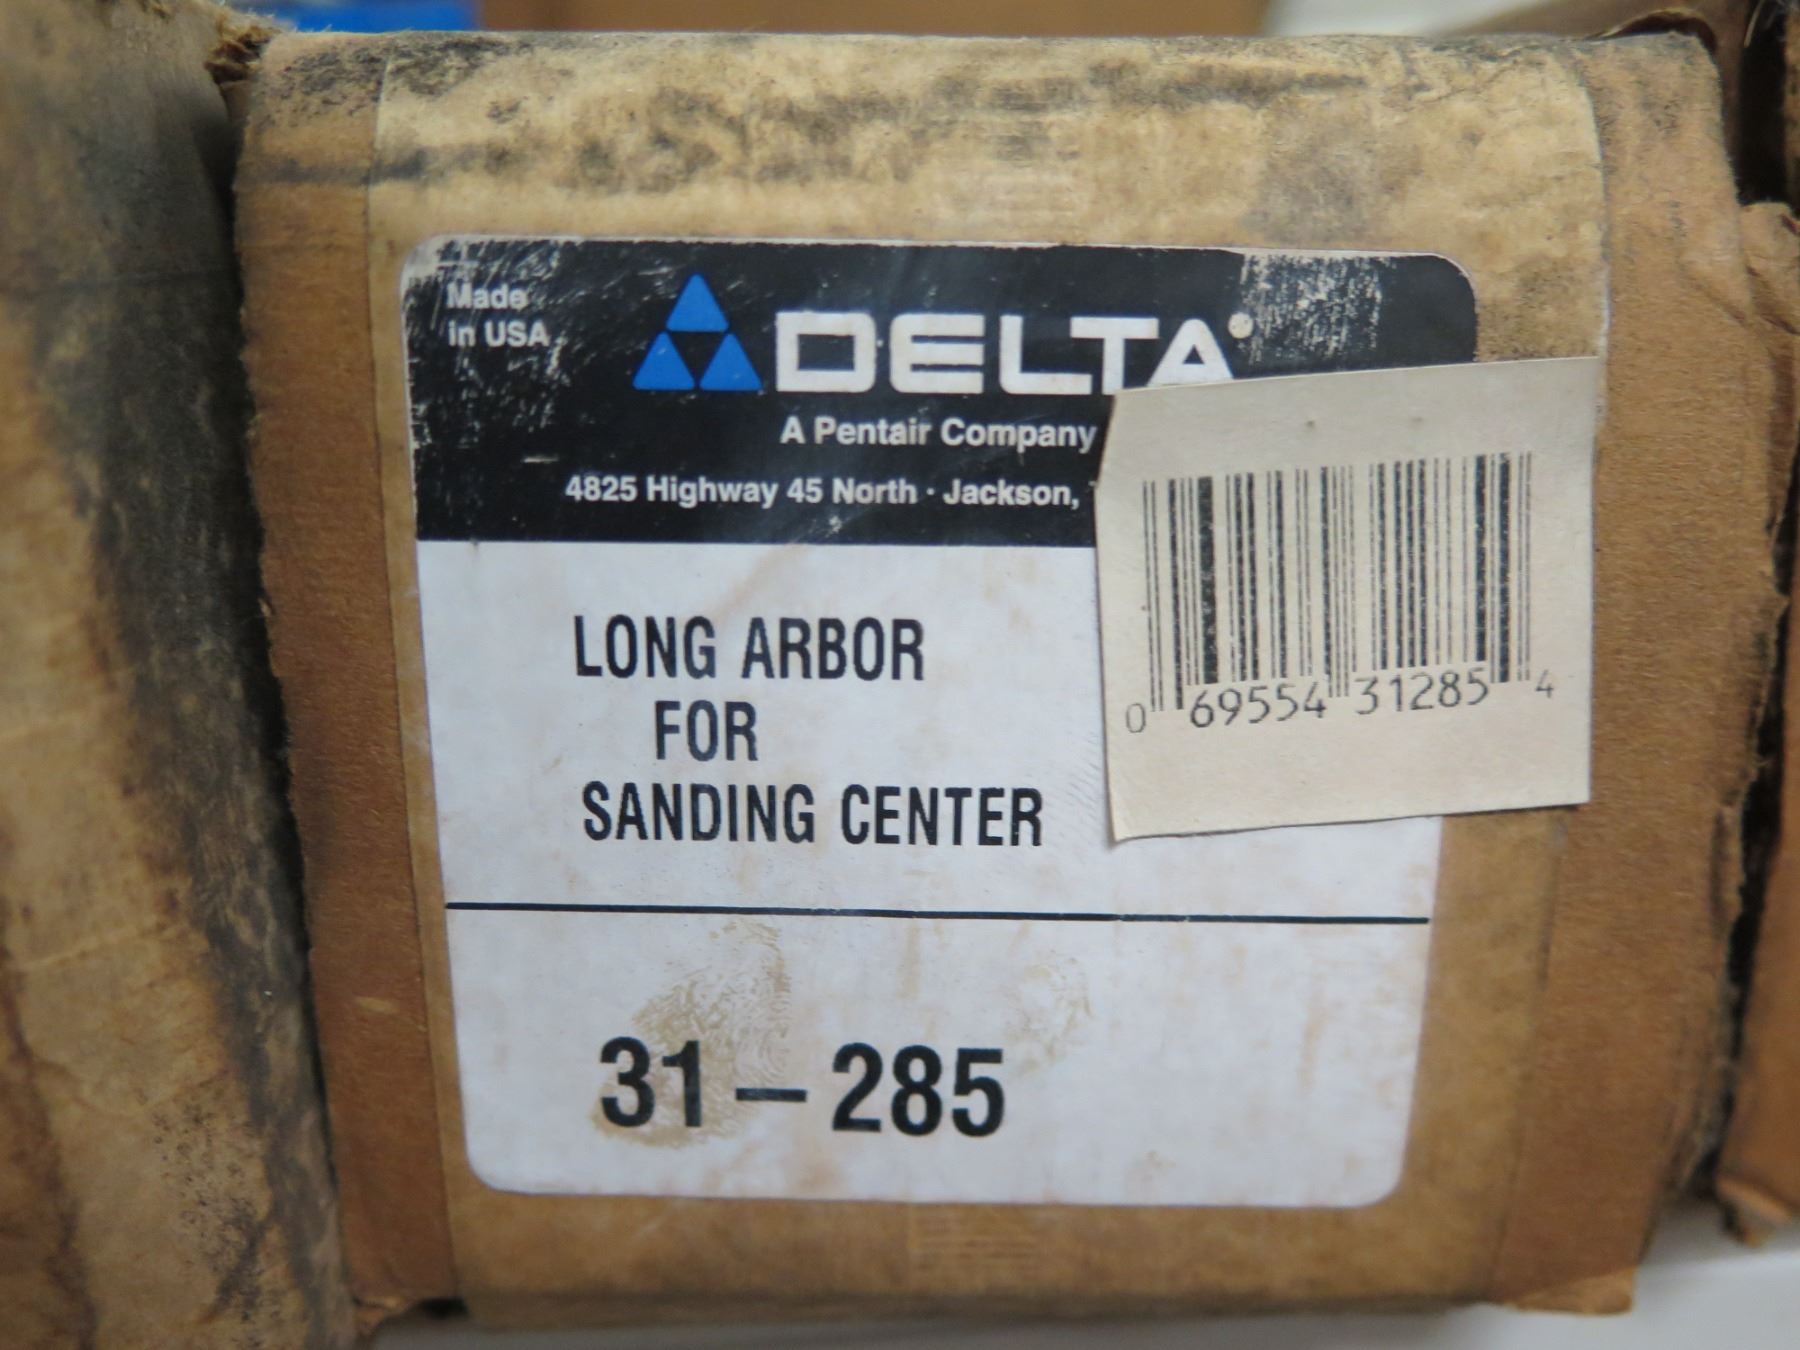 Made
in USA
DELTA
A Pentair Company
4825 Highway 45 North · Jackson,
LONG ARBOR
FOR
SANDING CENTER
0 69554 31285 4
31-285